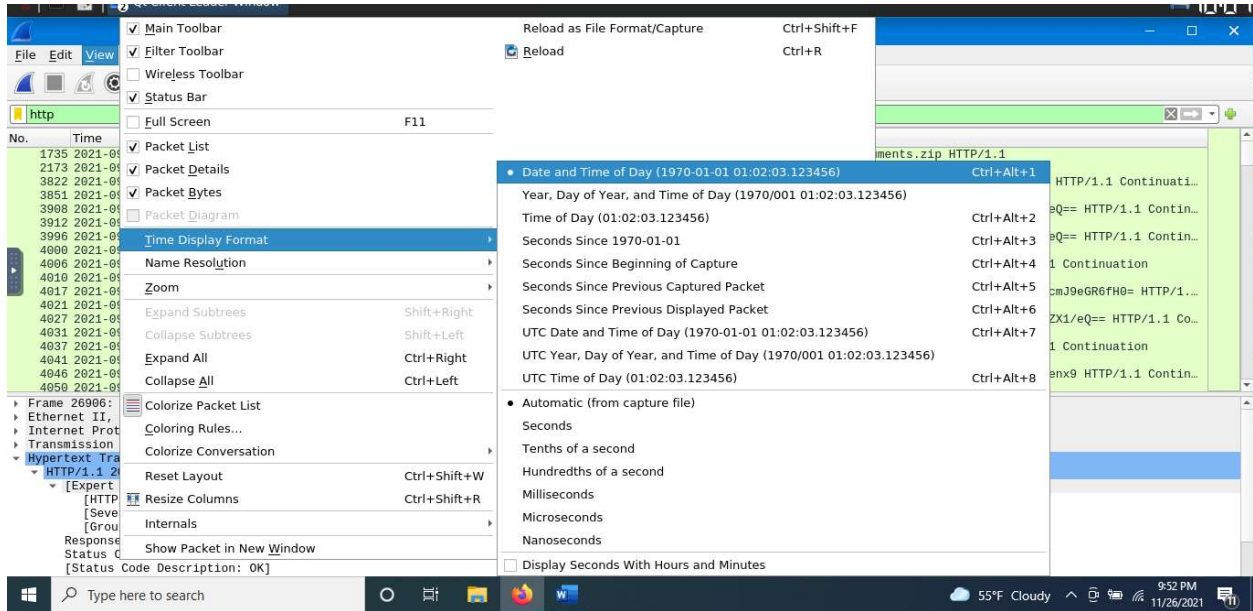 Qt Client Leader Window
File Edit View
Main Toolbar
Filter Toolbar
Wireless Toolbar
Status Bar
Full Screen F11
Packet List
Packet Details
Packet Bytes
Packet Diagram
Time Display Format
Name Resolution
Zoom
Expand Subtrees Shift+Right
Collapse Subtrees Shift+Left
Expand All Ctrl+Right
Collapse All Ctrl+Left
Colorize Packet List
Coloring Rules...
Colorize Conversation
Reset Layout Ctrl+Shift+W
Resize Columns Ctrl+Shift+R
Internals
Show Packet in New Window
Reload as File Format/Capture Ctrl+Shift+F
Reload Ctrl+R
Date and Time of Day (1970-01-01 01:02:03.123456) Ctrl+Alt+1
Year, Day of Year, and Time of Day (1970/001 01:02:03.123456)
Time of Day (01:02:03.123456) Ctrl+Alt+2
Seconds Since 1970-01-01 Ctrl+Alt+3
Seconds Since Beginning of Capture Ctrl+Alt+4
Seconds Since Previous Captured Packet Ctrl+Alt+5
Seconds Since Previous Displayed Packet Ctrl+Alt+6
UTC Date and Time of Day (1970-01-01 01:02:03.123456) Ctrl+Alt+7
UTC Year, Day of Year, and Time of Day (1970/001 01:02:03.123456)
UTC Time of Day (01:02:03.123456) Ctrl+Alt+8
Automatic (from capture file)
Seconds
Tenths of a second
Hundredths of a second
Milliseconds
Microseconds
Nanoseconds
Display Seconds With Hours and Minutes
http
No. Time
1735 2021-09
2173 2021-09
3822 2021-09
3851 2021-09
3908 2021-09
3912 2021-09
3996 2021-09
4000 2021-09
4006 2021-09
4010 2021-09
4017 2021-09
4021 2021-09
4027 2021-09
4031 2021-09
4037 2021-09
4041 2021-09
4046 2021-09
4050 2021-09
uments.zip HTTP/1.1
HTTP/1.1 Continuati...
eQ== HTTP/1.1 Contin...
eQ== HTTP/1.1 Contin...
1 Continuation
cmJ9eGR6fH0= HTTP/1....
ZX1/eQ== HTTP/1.1 Co...
1 Continuation
enx9 HTTP/1.1 Contin...
Frame 26906:
Ethernet II,
Internet Prot
Transmission
Hypertext Tra
HTTP/1.1 20
[Expert
[HTTP
[Seve
[Grou
Response
Status C
[Status Code Description: OK]
Type here to search
W
55°F Cloudy
9:52 PM
11/26/2021
11